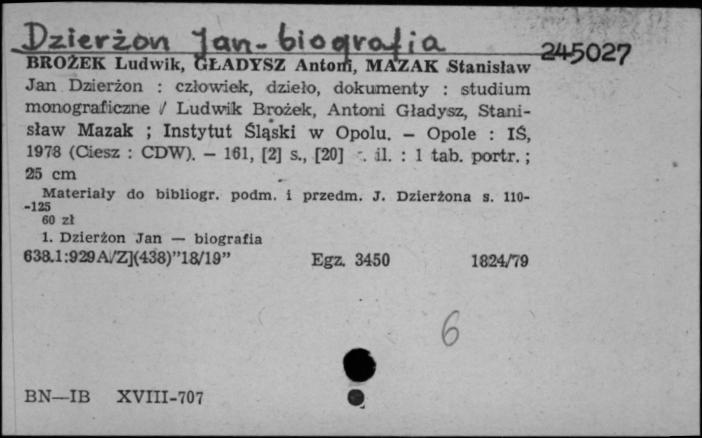 Dzierżon Jan - biografia
245027
BROŻEK Ludwik, GŁADYSZ Antoni, MAZAK Stanisław
Jan Dzierżon : człowiek, dzieło, dokumenty : studium
monograficzne / Ludwik Brożek, Antoni Gładysz, Stani-
sław Mazak ; Instytut Śląski w Opolu. — Opole : IŚ,
1978 (Ciesz : CDW). — 161, [2] s., [20] il. : 1 tab. portr. ;
25 cm
Materiały do bibliogr. podm. i przedm. J. Dzierżona s. 110-
-125
60 zł
1. Dzierżon Jan — biografia
638.1:929A/Z](438)"18/19" Egz. 3450 1824/79
6
BN—IB XVIII-707